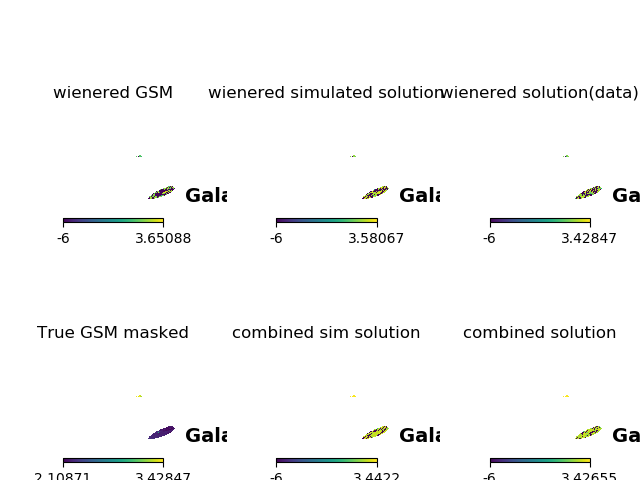 wienered GSM
wienered simulated solution
wienered solution(data)
Gala
Gala
Ga
-6 3.65088
-6 3.58067
-6 3.42847
True GSM masked
combined sim solution
combined solution
Gala
Gala
Ga
2.10871 3.42847
-6 3.4422
-6 3.42655